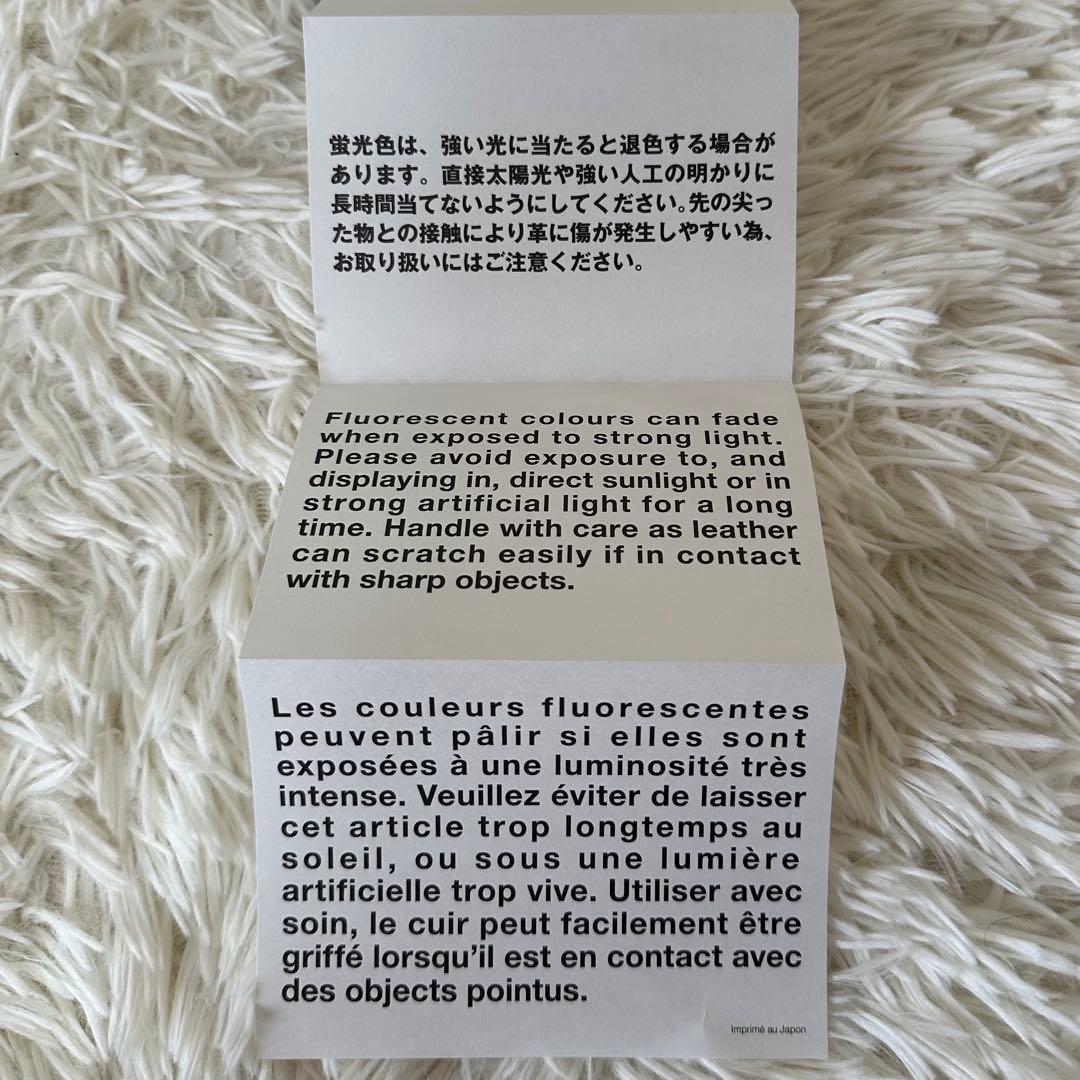 蛍光色は、強い光に当たると退色する場合が
あります。直接太陽光や強い人工の明かりに
長時間当てないようにしてください。先の尖っ
た物との接触により革に傷が発生しやすい為、
お取り扱いにはご注意ください。
Fluorescent colours can fade
when exposed to strong light.
Please avoid exposure to, and
displaying in, direct sunlight or in
strong artificial light for a long
time. Handle with care as leather
can scratch easily if in contact
with sharp objects.
Les couleurs fluorescentes
peuvent pâlir si elles sont
exposées à une luminosité très
intense. Veuillez éviter de laisser
cet article trop longtemps au
soleil, ou sous une lumière
artificielle trop vive. Utiliser avec
soin, le cuir peut facilement être
griffé lorsqu'il est en contact avec
des objects pointus.
Imprimé au Japon